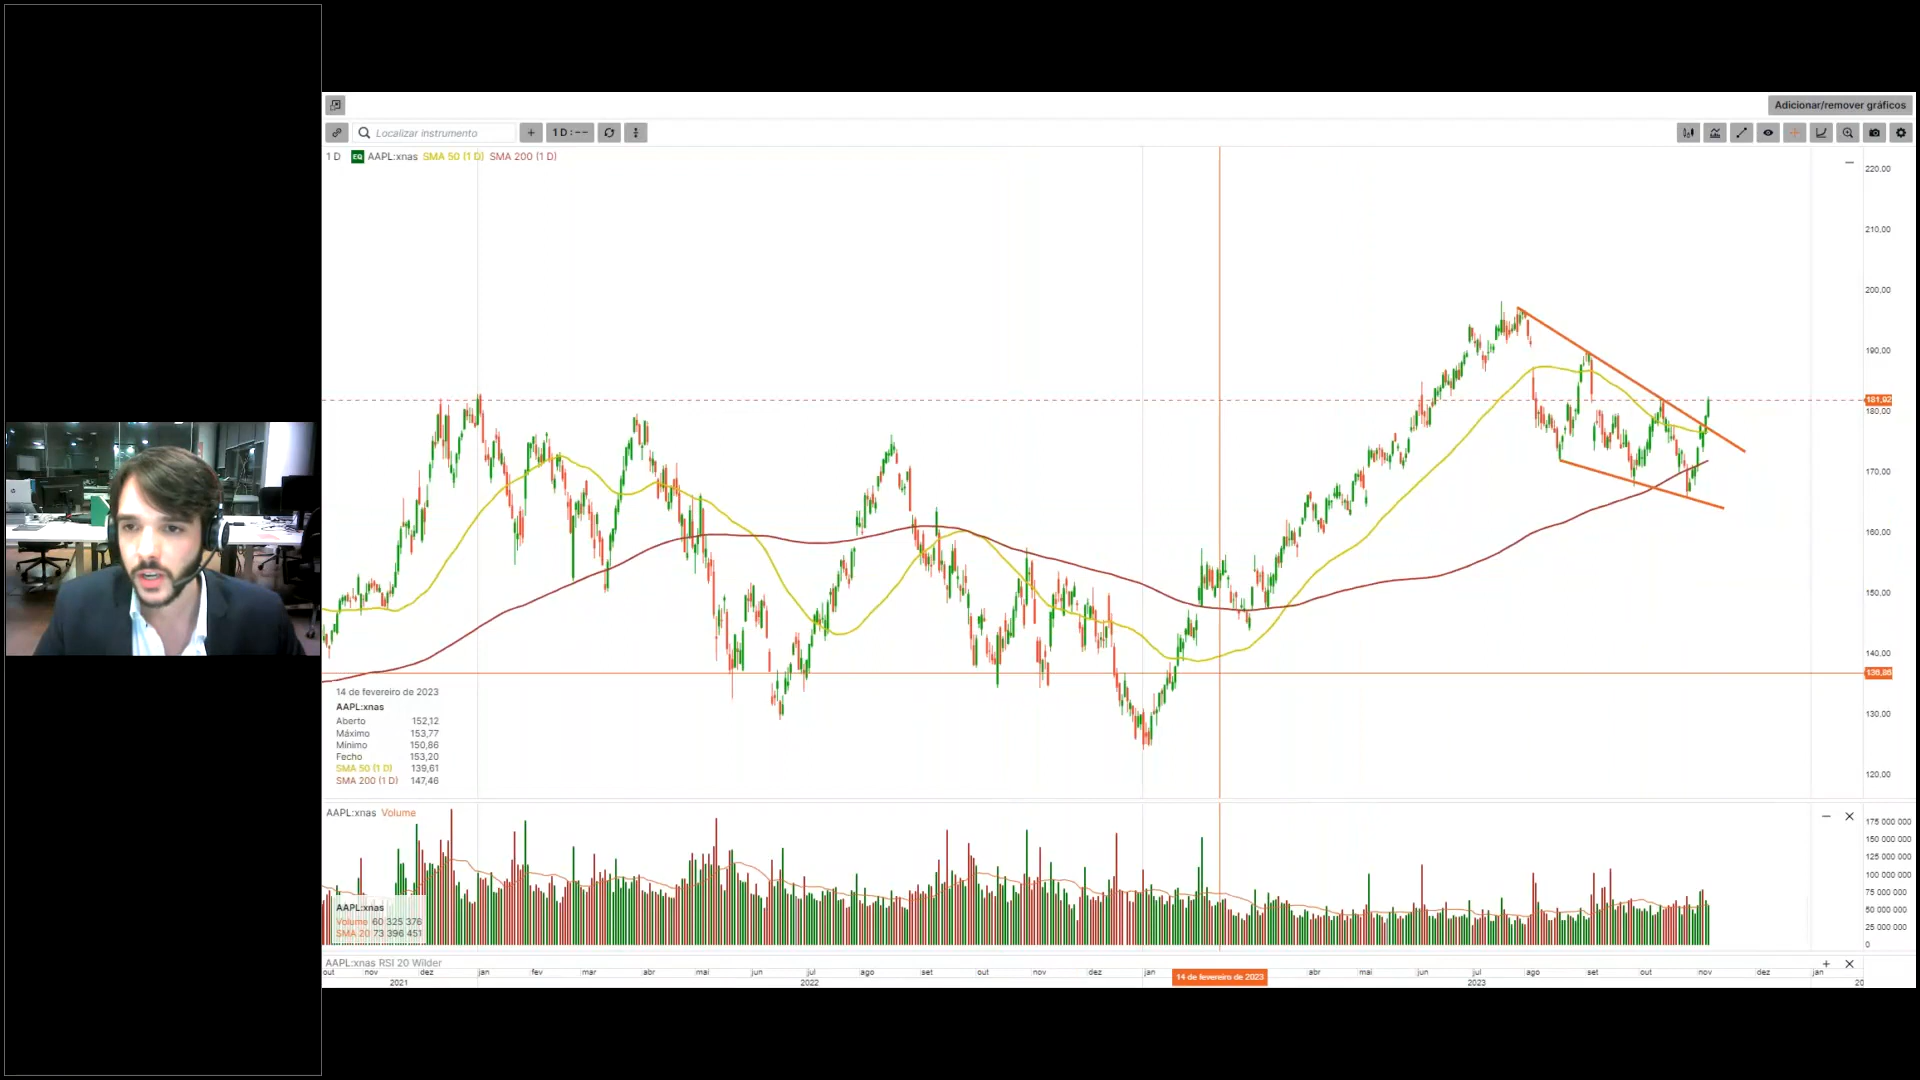 Adicionar/remover gráficos
Localizar instrumento
+ 1 D : --
1 D EQ AAPL:xnas SMA 50 (1 D) SMA 200 (1 D)
220,00
210,00
200,00
190,00
181,92
180,00
170,00
160,00
150,00
140,00
130,00
120,00
14 de fevereiro de 2023
AAPL:xnas
Aberto 152,12
Máximo 153,77
Mínimo 150,86
Fecho 153,20
SMA 50 (1 D) 139,61
SMA 200 (1 D) 147,46
AAPL:xnas Volume
175 000 000
150 000 000
125 000 000
100 000 000
75 000 000
50 000 000
25 000 000
0
AAPL:xnas
Volume 60 325 376
SMA 20 73 396 451
AAPL:xnas RSI 20 Wilder
out nov dez jan fev mar abr mai jun jul ago set out nov dez jan 14 de fevereiro de 2023 abr mai jun jul ago set out nov dez jan
2021 2022 2023 20